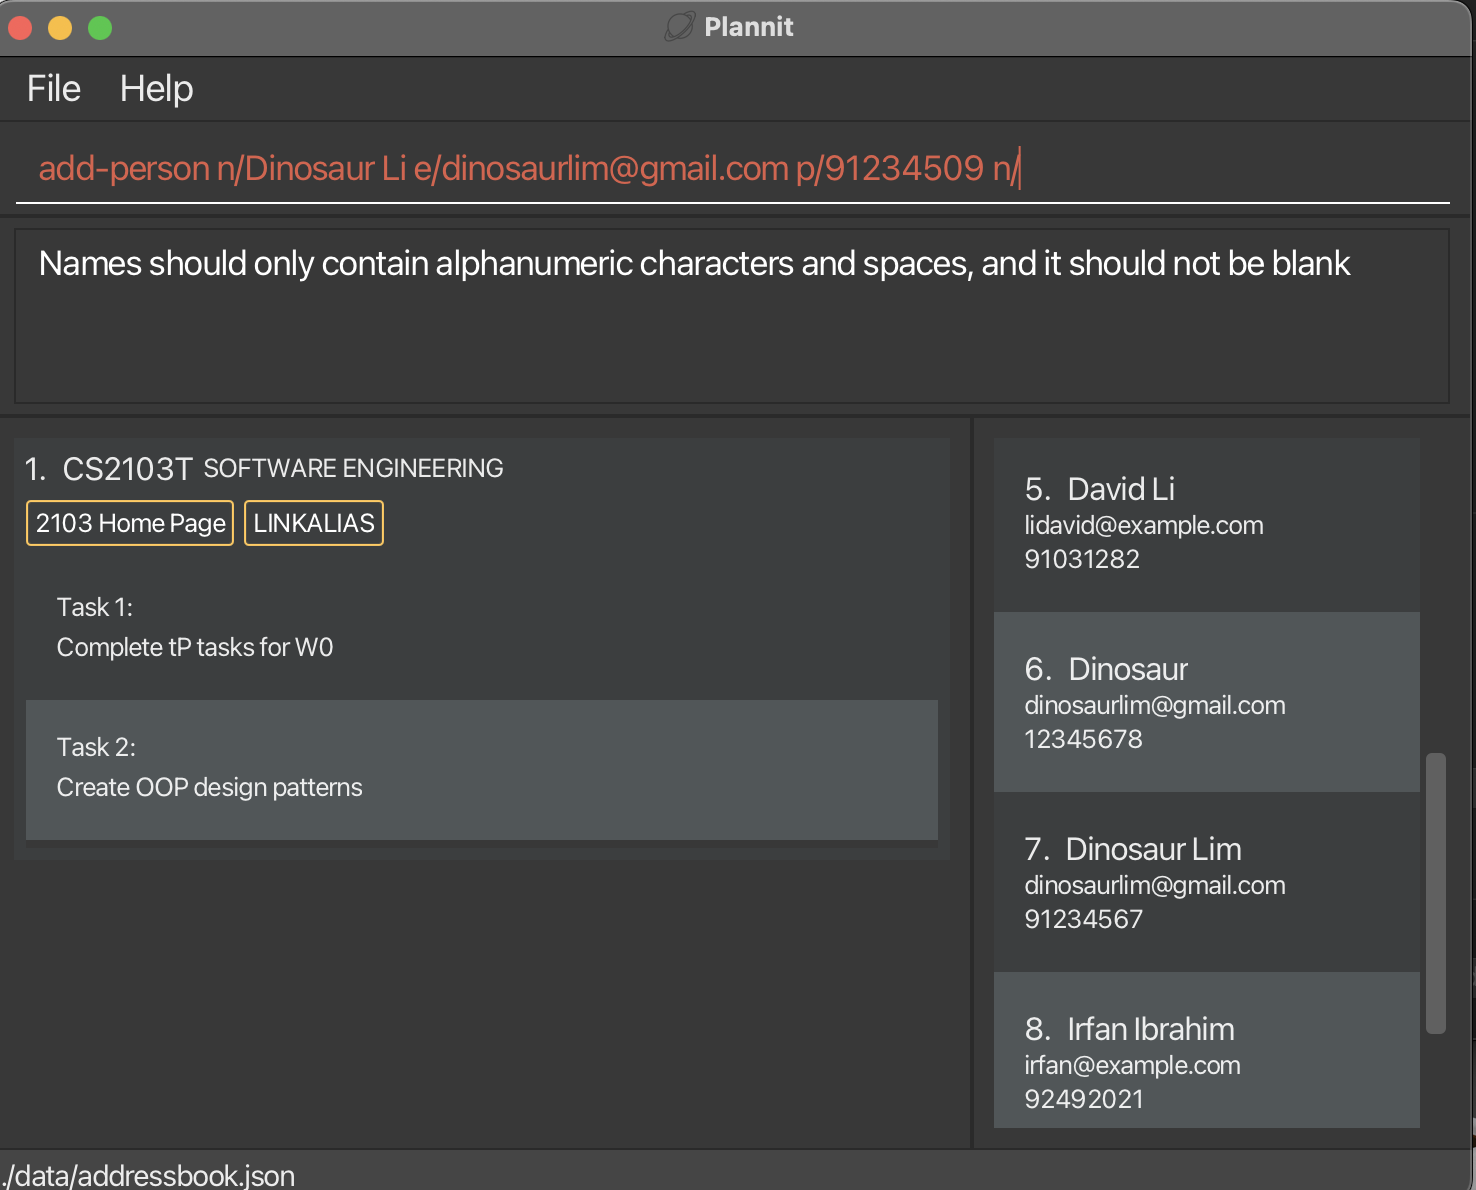 Plannit
File Help
add-person n/Dinosaur Li e/dinosaurlim@gmail.com p/91234509 n/
Names should only contain alphanumeric characters and spaces, and it should not be blank
1. CS2103T SOFTWARE ENGINEERING
2103 Home Page LINKALIAS
Task 1:
Complete tP tasks for W0
Task 2:
Create OOP design patterns
5. David Li
lidavid@example.com
91031282
6. Dinosaur
dinosaurlim@gmail.com
12345678
7. Dinosaur Lim
dinosaurlim@gmail.com
91234567
8. Irfan Ibrahim
irfan@example.com
92492021
./data/addressbook.json